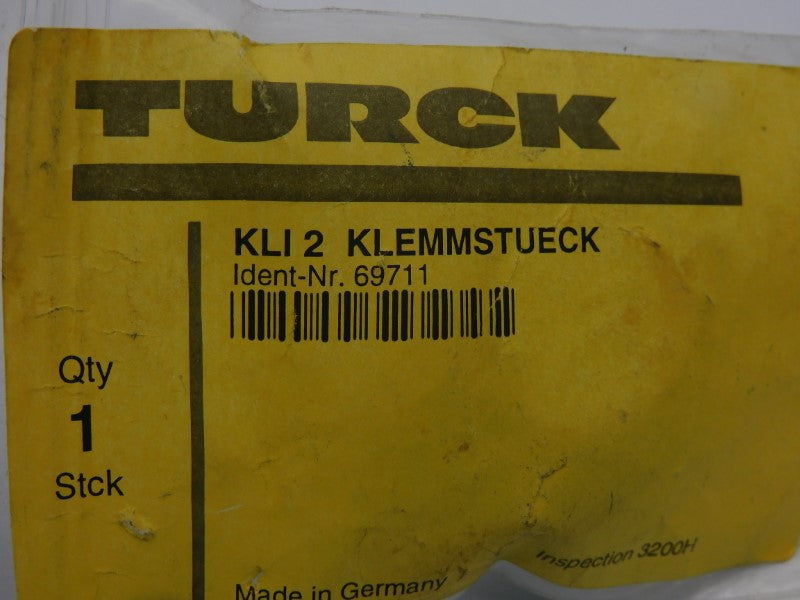 TURCK
KLI 2 KLEMMSTUECK
Ident-Nr. 69711
Qty
1
Stck
Inspection 3200H
Made in Germany